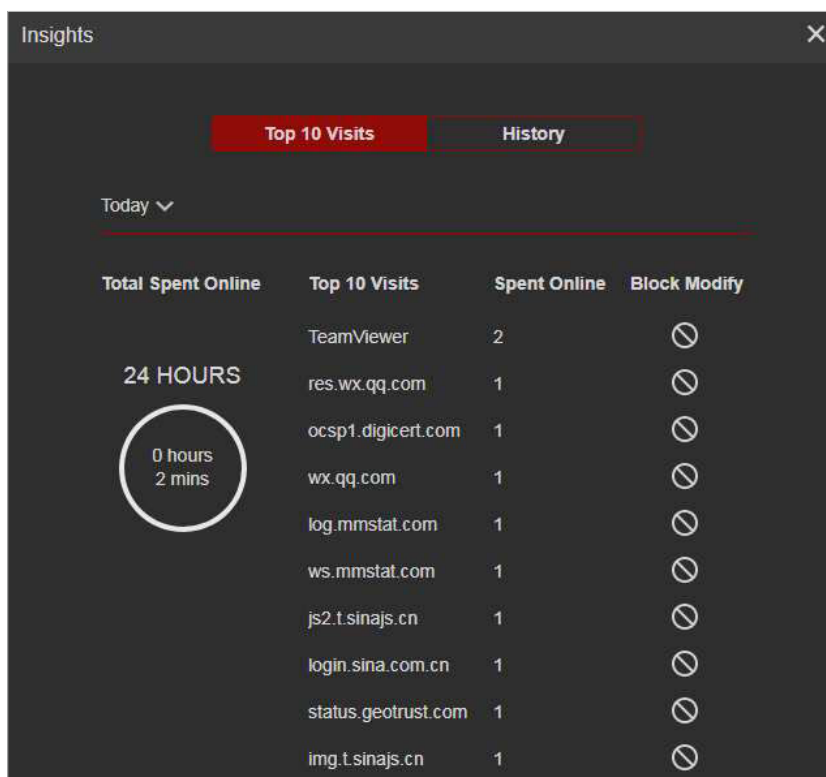 Insights
Top 10 Visits History
Today
Total Spent Online Top 10 Visits Spent Online Block Modify
TeamViewer 2
24 HOURS
res.wx.qq.com 1
ocsp1.digicert.com 1
0 hours
2 mins
wx.qq.com 1
log.mmstat.com 1
ws.mmstat.com 1
js2.t.sinajs.cn 1
login.sina.com.cn 1
status.geotrust.com 1
img.t.sinajs.cn 1